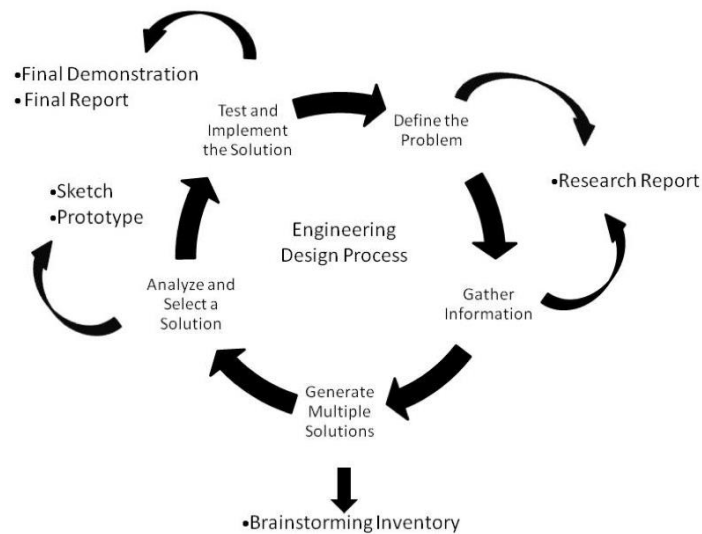 •Final Demonstration
•Final Report
Test and
Implement
the Solution
Define the
Problem
•Research Report
•Sketch
•Prototype
Engineering
Design Process
Analyze and
Select a
Solution
Gather
Information
Generate
Multiple
Solutions
•Brainstorming Inventory